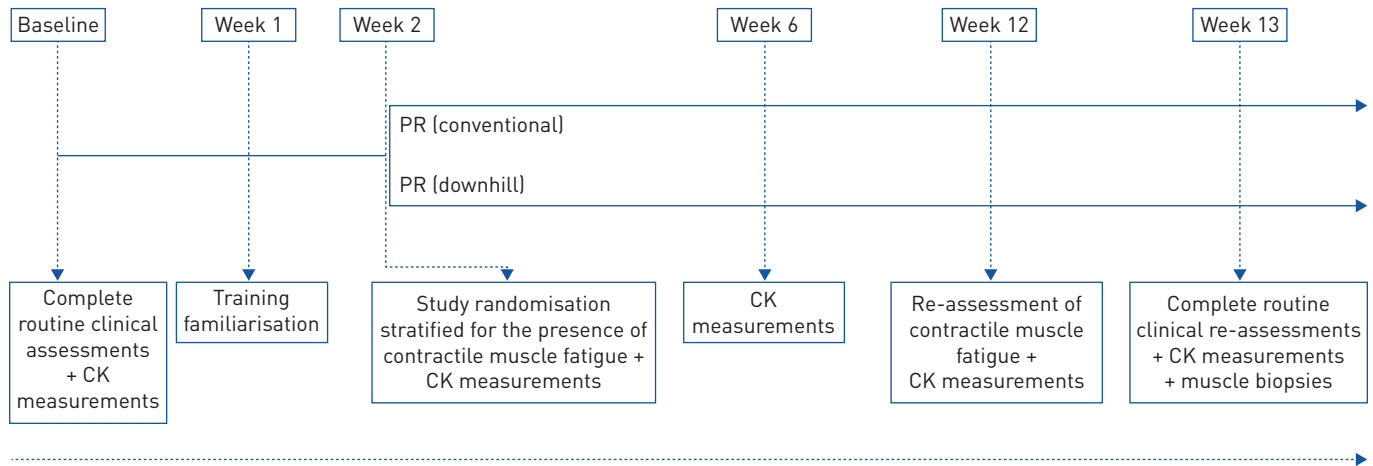 Baseline
Week 1
Week 2
Week 6
Week 12
Week 13
PR (conventional)
PR (downhill)
Complete
routine clinical
assessments
+ CK
measurements
Training
familiarisation
Study randomisation
stratified for the presence of
contractile muscle fatigue +
CK measurements
CK
measurements
Re-assessment of
contractile muscle
fatigue +
CK measurements
Complete routine
clinical re-assessments
+ CK measurements
+ muscle biopsies